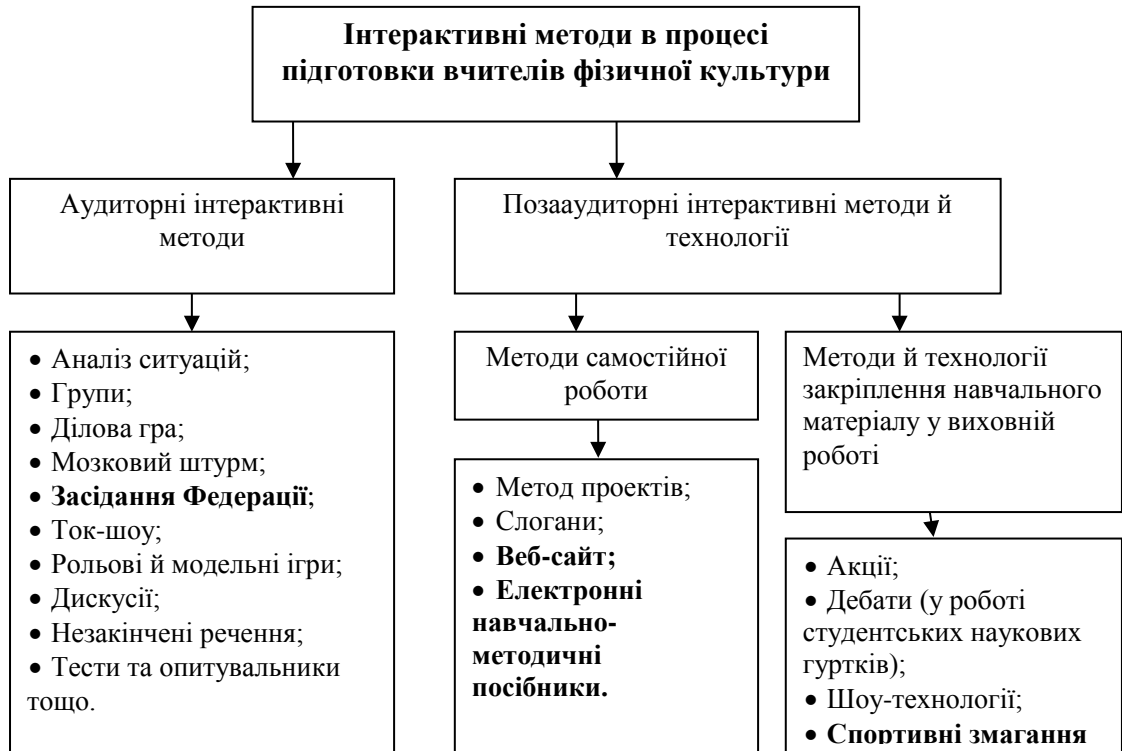 Інтерактивні методи в процесі
підготовки вчителів фізичної культури
Аудиторні інтерактивні
методи
Позааудиторні інтерактивні методи й
технології
• Аналіз ситуацій;
• Групи;
• Ділова гра;
• Мозковий штурм;
• Засідання Федерації;
• Ток-шоу;
• Рольові й модельні ігри;
• Дискусії;
• Незакінчені речення;
• Тести та опитувальники
тощо.
Методи самостійної
роботи
• Метод проектів;
• Слогани;
• Веб-сайт;
• Електронні
навчально-
методичні
посібники.
Методи й технології
закріплення навчального
матеріалу у виховній
роботі
• Акції;
• Дебати (у роботі
студентських наукових
гуртків);
• Шоу-технології;
• Спортивні змагання